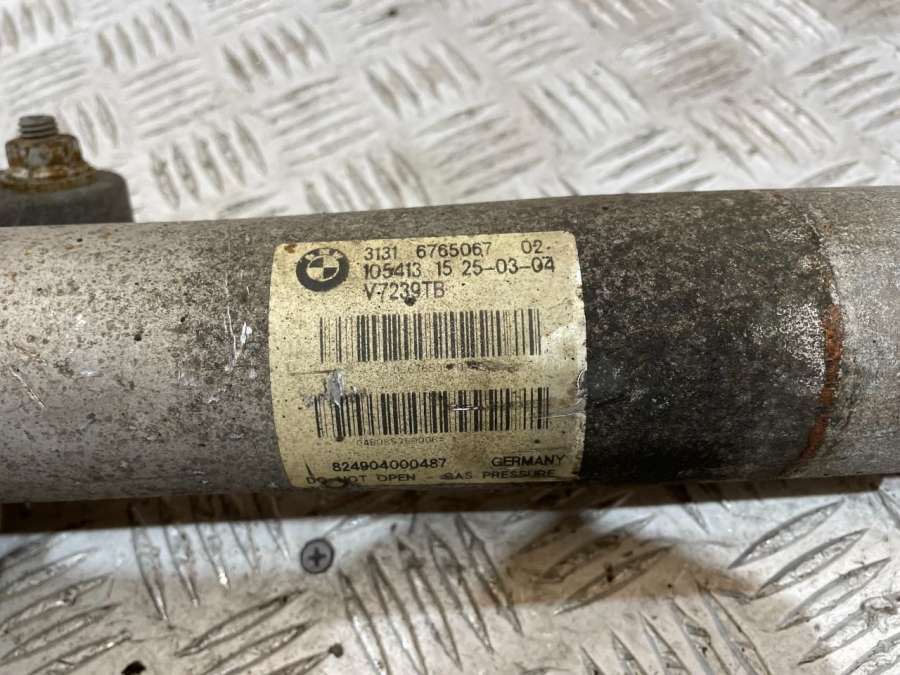 3131 6765067 02.
105413 15 25-03-04
V7239TB
824904000487 GERMANY
DO NOT OPEN - GAS PRESSURE